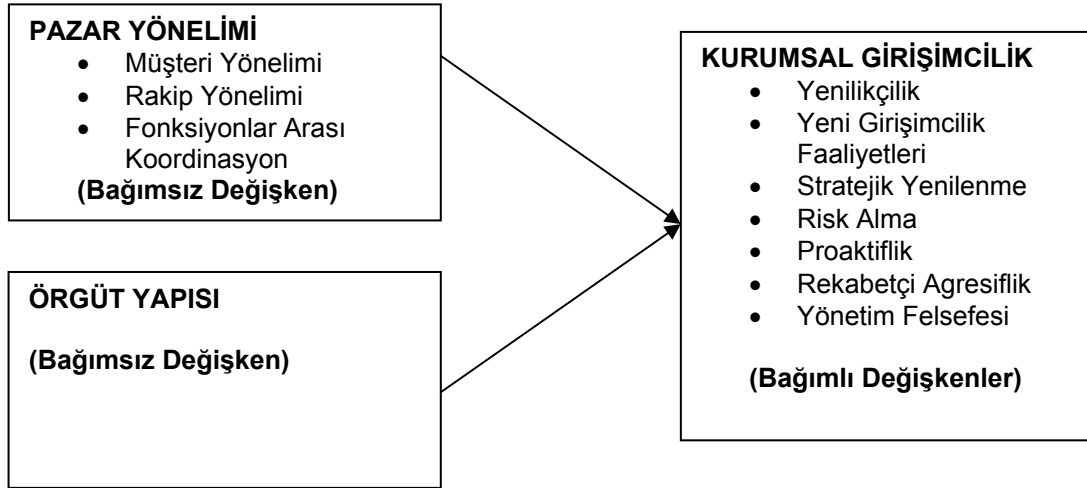 PAZAR YÖNELİMİ
• Müşteri Yönelimi
• Rakip Yönelimi
• Fonksiyonlar Arası
Koordinasyon
(Bağımsız Değişken)
ÖRGÜT YAPISI
(Bağımsız Değişken)
KURUMSAL GİRİŞİMCİLİK
• Yenilikçilik
• Yeni Girişimcilik
Faaliyetleri
• Stratejik Yenilenme
• Risk Alma
• Proaktiflik
• Rekabetçi Agresiflik
• Yönetim Felsefesi
(Bağımlı Değişkenler)